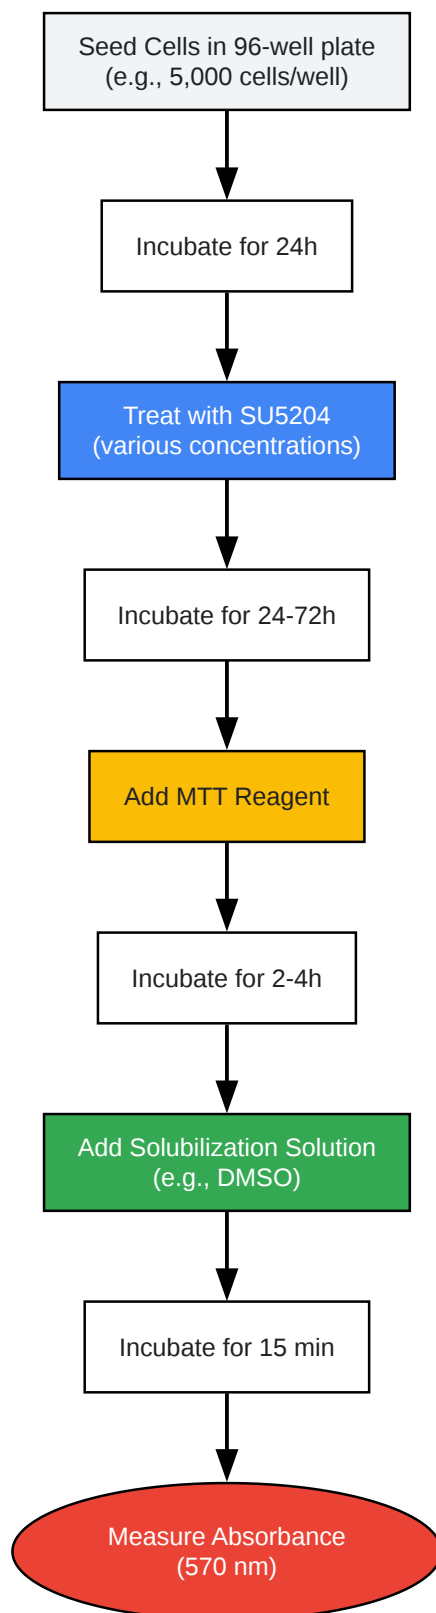 Seed Cells in 96-well plate
(e.g., 5,000 cells/well)
Incubate for 24h
Treat with SU5204
(various concentrations)
Incubate for 24-72h
Add MTT Reagent
Incubate for 2-4h
Add Solubilization Solution
(e.g., DMSO)
Incubate for 15 min
Measure Absorbance
(570 nm)